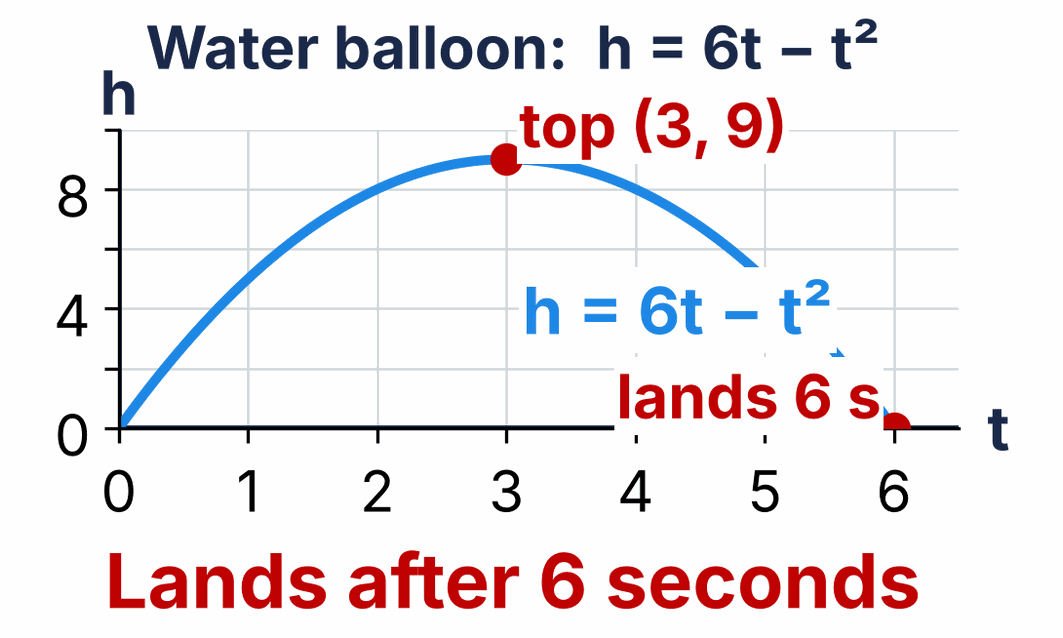 Water balloon: h = 6t − t²
h
top (3, 9)
8
h = 6t − t²
4
lands 6 s
0
t
0 1 2 3 4 5 6
Lands after 6 seconds